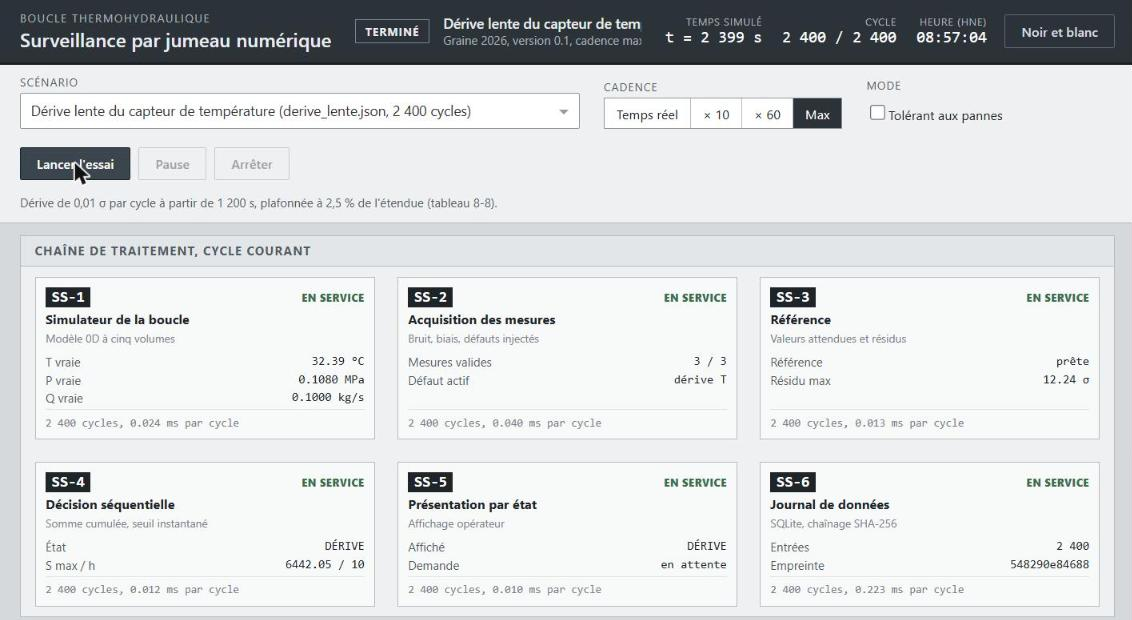 BOUCLE THERMOHYDRAULIQUE
Surveillance par jumeau numérique
TERMINÉ
Dérive lente du capteur de tem
Graine 2026, version 0.1, cadence max
TEMPS SIMULÉ
t = 2 399 s
CYCLE
2 400 / 2 400
HEURE (HNE)
08:57:04
Noir et blanc
SCÉNARIO
Dérive lente du capteur de température (derive_lente.json, 2 400 cycles)
CADENCE
Temps réel
× 10
× 60
Max
MODE
Tolérant aux pannes
Lancer l'essai
Pause
Arrêter
Dérive de 0,01 σ par cycle à partir de 1 200 s, plafonnée à 2,5 % de l'étendue (tableau 8-8).
CHAÎNE DE TRAITEMENT, CYCLE COURANT
SS-1
EN SERVICE
Simulateur de la boucle
Modèle 0D à cinq volumes
T vraie 32.39 °C
P vraie 0.1080 MPa
Q vraie 0.1000 kg/s
2 400 cycles, 0.024 ms par cycle
SS-2
EN SERVICE
Acquisition des mesures
Bruit, biais, défauts injectés
Mesures valides 3 / 3
Défaut actif dérive T
2 400 cycles, 0.040 ms par cycle
SS-3
EN SERVICE
Référence
Valeurs attendues et résidus
Référence prête
Résidu max 12.24 σ
2 400 cycles, 0.013 ms par cycle
SS-4
EN SERVICE
Décision séquentielle
Somme cumulée, seuil instantané
État DÉRIVE
S max / h 6442.05 / 10
2 400 cycles, 0.012 ms par cycle
SS-5
EN SERVICE
Présentation par état
Affichage opérateur
Affiché DÉRIVE
Demande en attente
2 400 cycles, 0.010 ms par cycle
SS-6
EN SERVICE
Journal de données
SQLite, chaînage SHA-256
Entrées 2 400
Empreinte 548290e84688
2 400 cycles, 0.223 ms par cycle